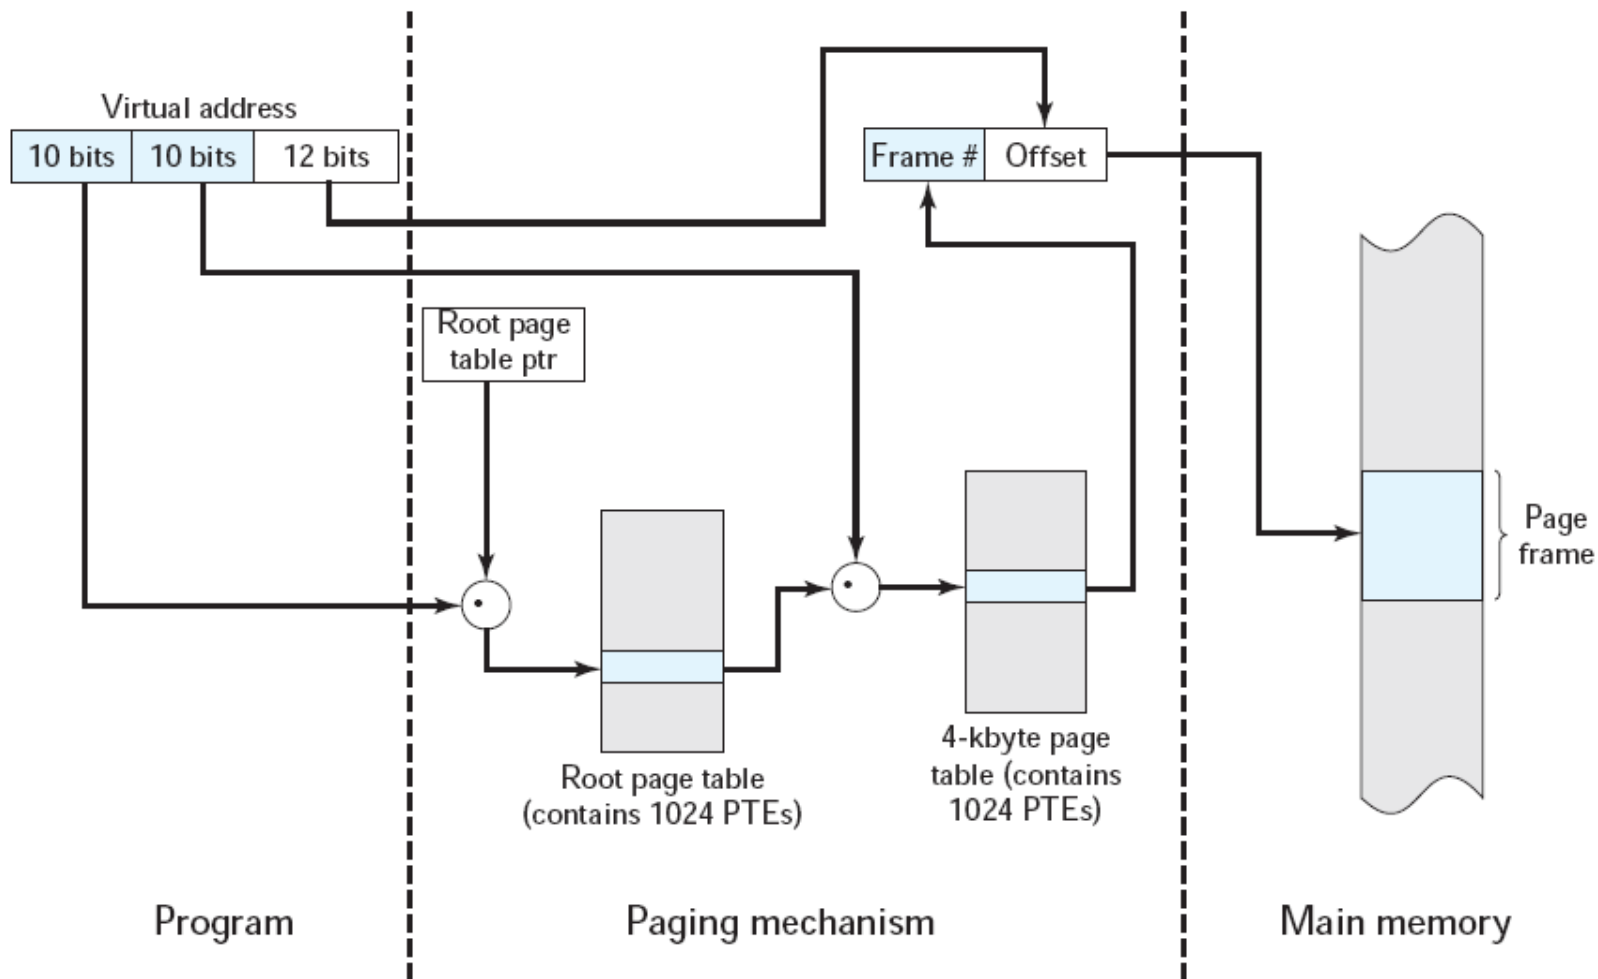 Virtual address
10 bits 10 bits 12 bits
Frame # Offset
Root page
table ptr
Page
frame
Root page table
(contains 1024 PTEs)
4-kbyte page
table (contains
1024 PTEs)
Program
Paging mechanism
Main memory